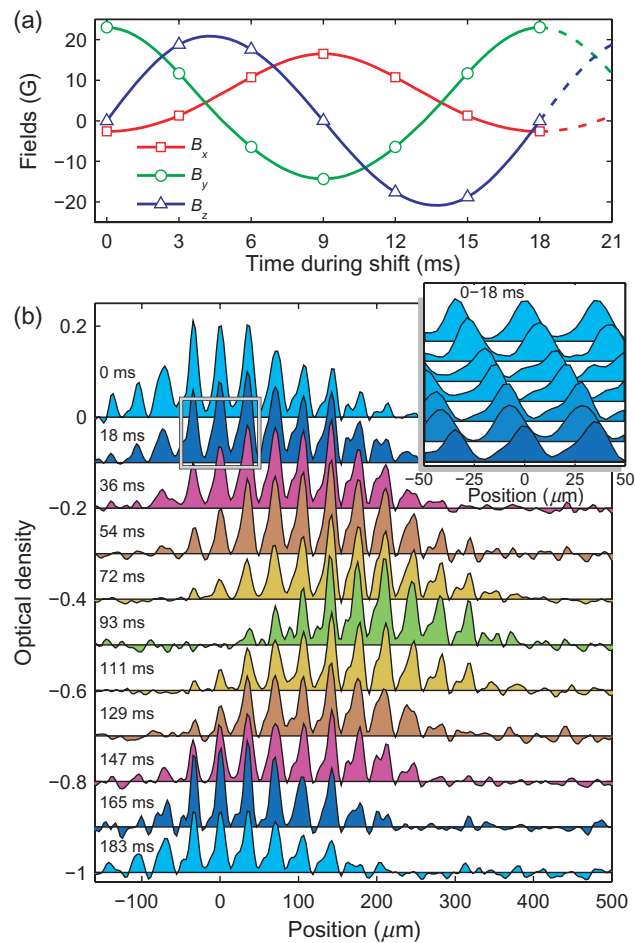 (a)
20
10
0
−10
−20
Fields (G)
B_x
B_y
B_z
0 3 6 9 12 15 18 21
Time during shift (ms)
(b)
0−18 ms
−50 −25 0 25 50
Position (μm)
0.2
0
−0.2
−0.4
−0.6
−0.8
−1
Optical density
0 ms
18 ms
36 ms
54 ms
72 ms
93 ms
111 ms
129 ms
147 ms
165 ms
183 ms
−100 0 100 200 300 400 500
Position (μm)